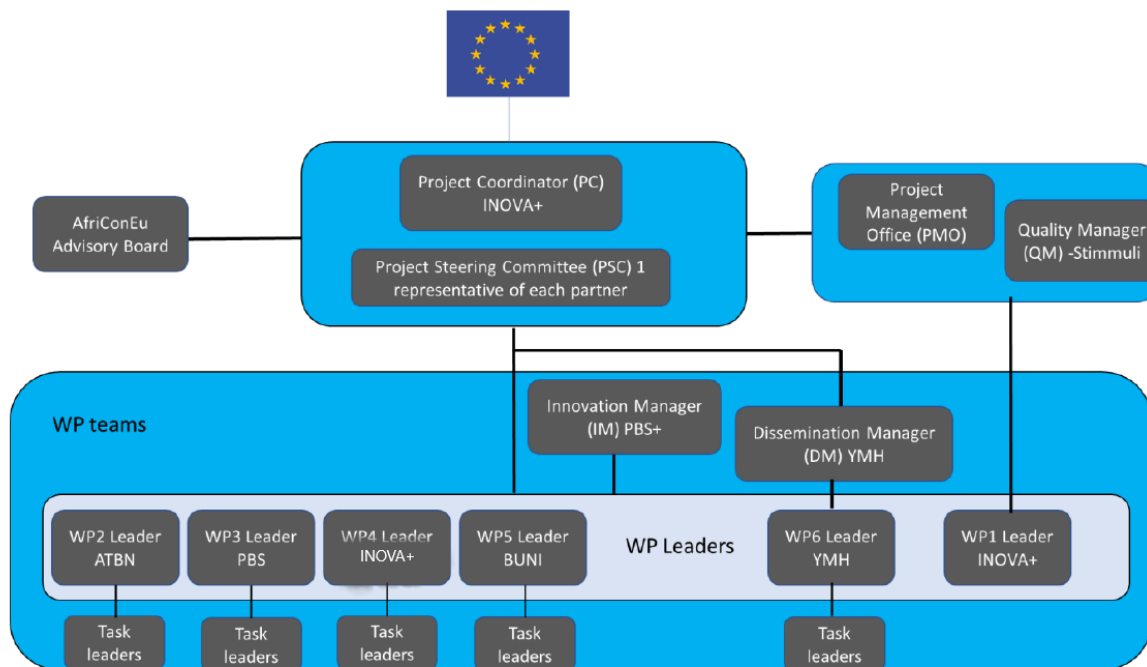 Project Coordinator (PC)
INOVA+
Project Steering Committee (PSC) 1
representative of each partner
AfriConEu
Advisory Board
Project
Management
Office (PMO)
Quality Manager
(QM) -Stimmuli
WP teams
Innovation Manager
(IM) PBS+
Dissemination Manager
(DM) YMH
WP2 Leader
ATBN
WP3 Leader
PBS
WP4 Leader
INOVA+
WP5 Leader
BUNI
WP Leaders
WP6 Leader
YMH
WP1 Leader
INOVA+
Task
leaders
Task
leaders
Task
leaders
Task
leaders
Task
leaders